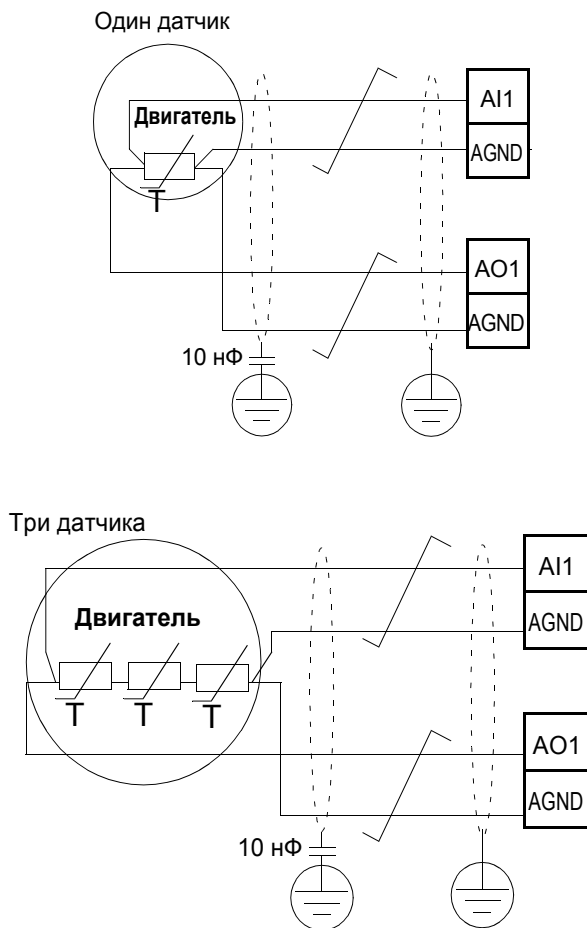 Один датчик
AI1
Двигатель
AGND
T
AO1
AGND
10 нФ
Три датчика
AI1
Двигатель
AGND
T T T
AO1
AGND
10 нФ